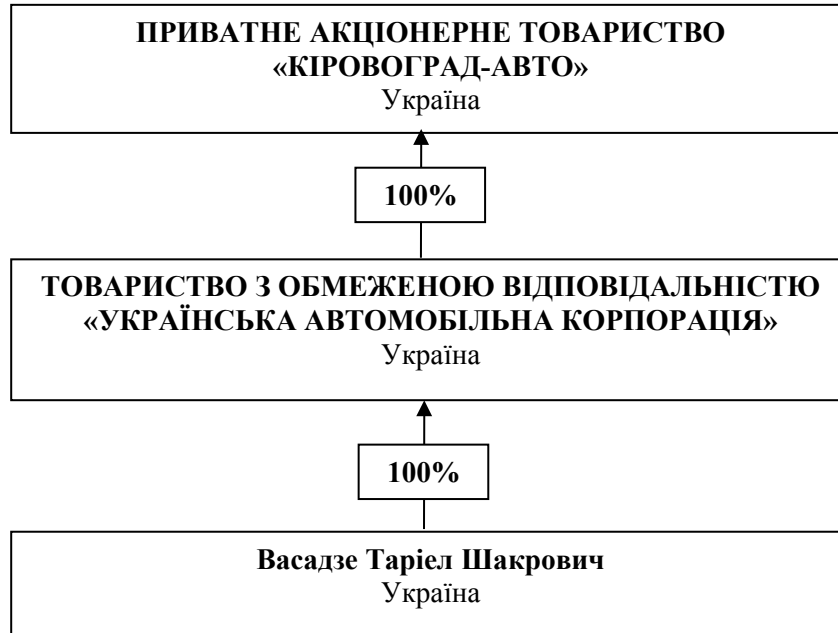 ПРИВАТНЕ АКЦІОНЕРНЕ ТОВАРИСТВО
«КІРОВОГРАД-АВТО»
Україна
100%
ТОВАРИСТВО З ОБМЕЖЕНОЮ ВІДПОВІДАЛЬНІСТЮ
«УКРАЇНСЬКА АВТОМОБІЛЬНА КОРПОРАЦІЯ»
Україна
100%
Васадзе Таріел Шакрович
Україна